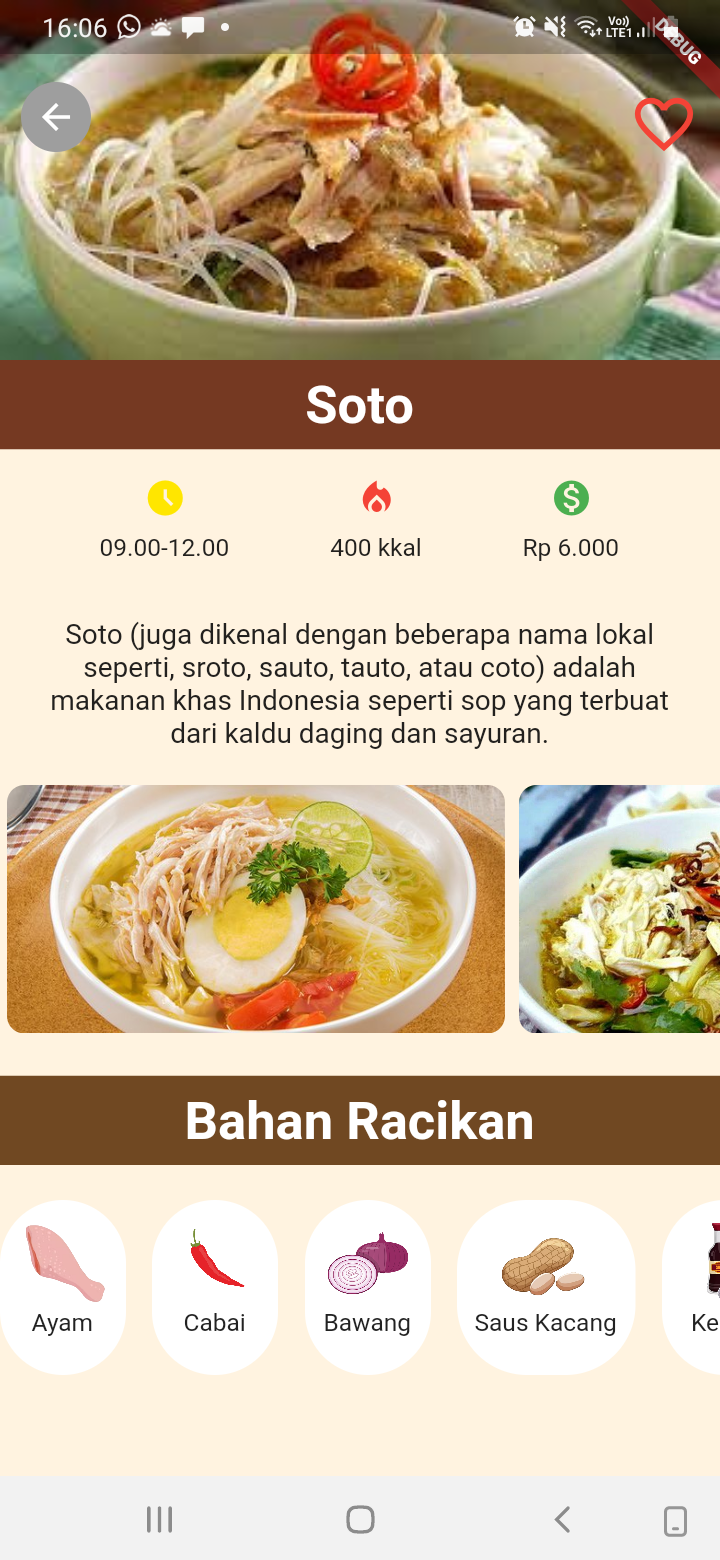 16:06
Vo))
LTE1
DEBUG
Soto
09.00-12.00
400 kkal
Rp 6.000
Soto (juga dikenal dengan beberapa nama lokal
seperti, sroto, sauto, tauto, atau coto) adalah
makanan khas Indonesia seperti sop yang terbuat
dari kaldu daging dan sayuran.
Bahan Racikan
Ayam
Cabai
Bawang
Saus Kacang
Ke